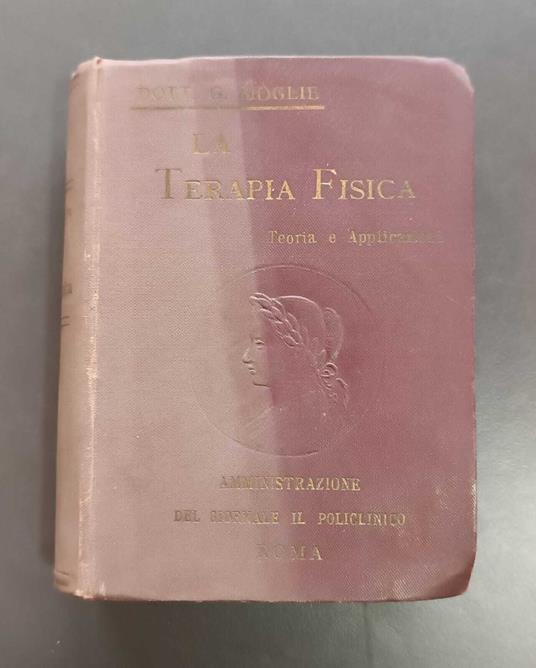 DOTT. G. MOGLIE
LA
TERAPIA FISICA
Teoria e Applicazioni
AMMINISTRAZIONE
DEL GIORNALE IL POLICLINICO
ROMA